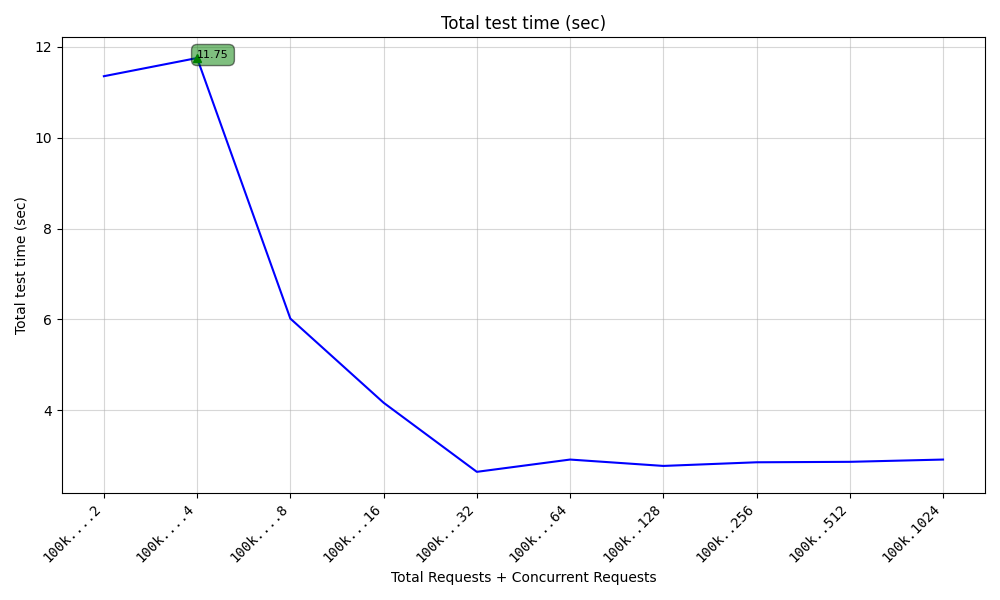 Total test time (sec)
12
11.75
10
8
6
4
Total test time (sec)
100k....2
100k....4
100k....8
100k...16
100k...32
100k...64
100k..128
100k..256
100k..512
100k.1024
Total Requests + Concurrent Requests